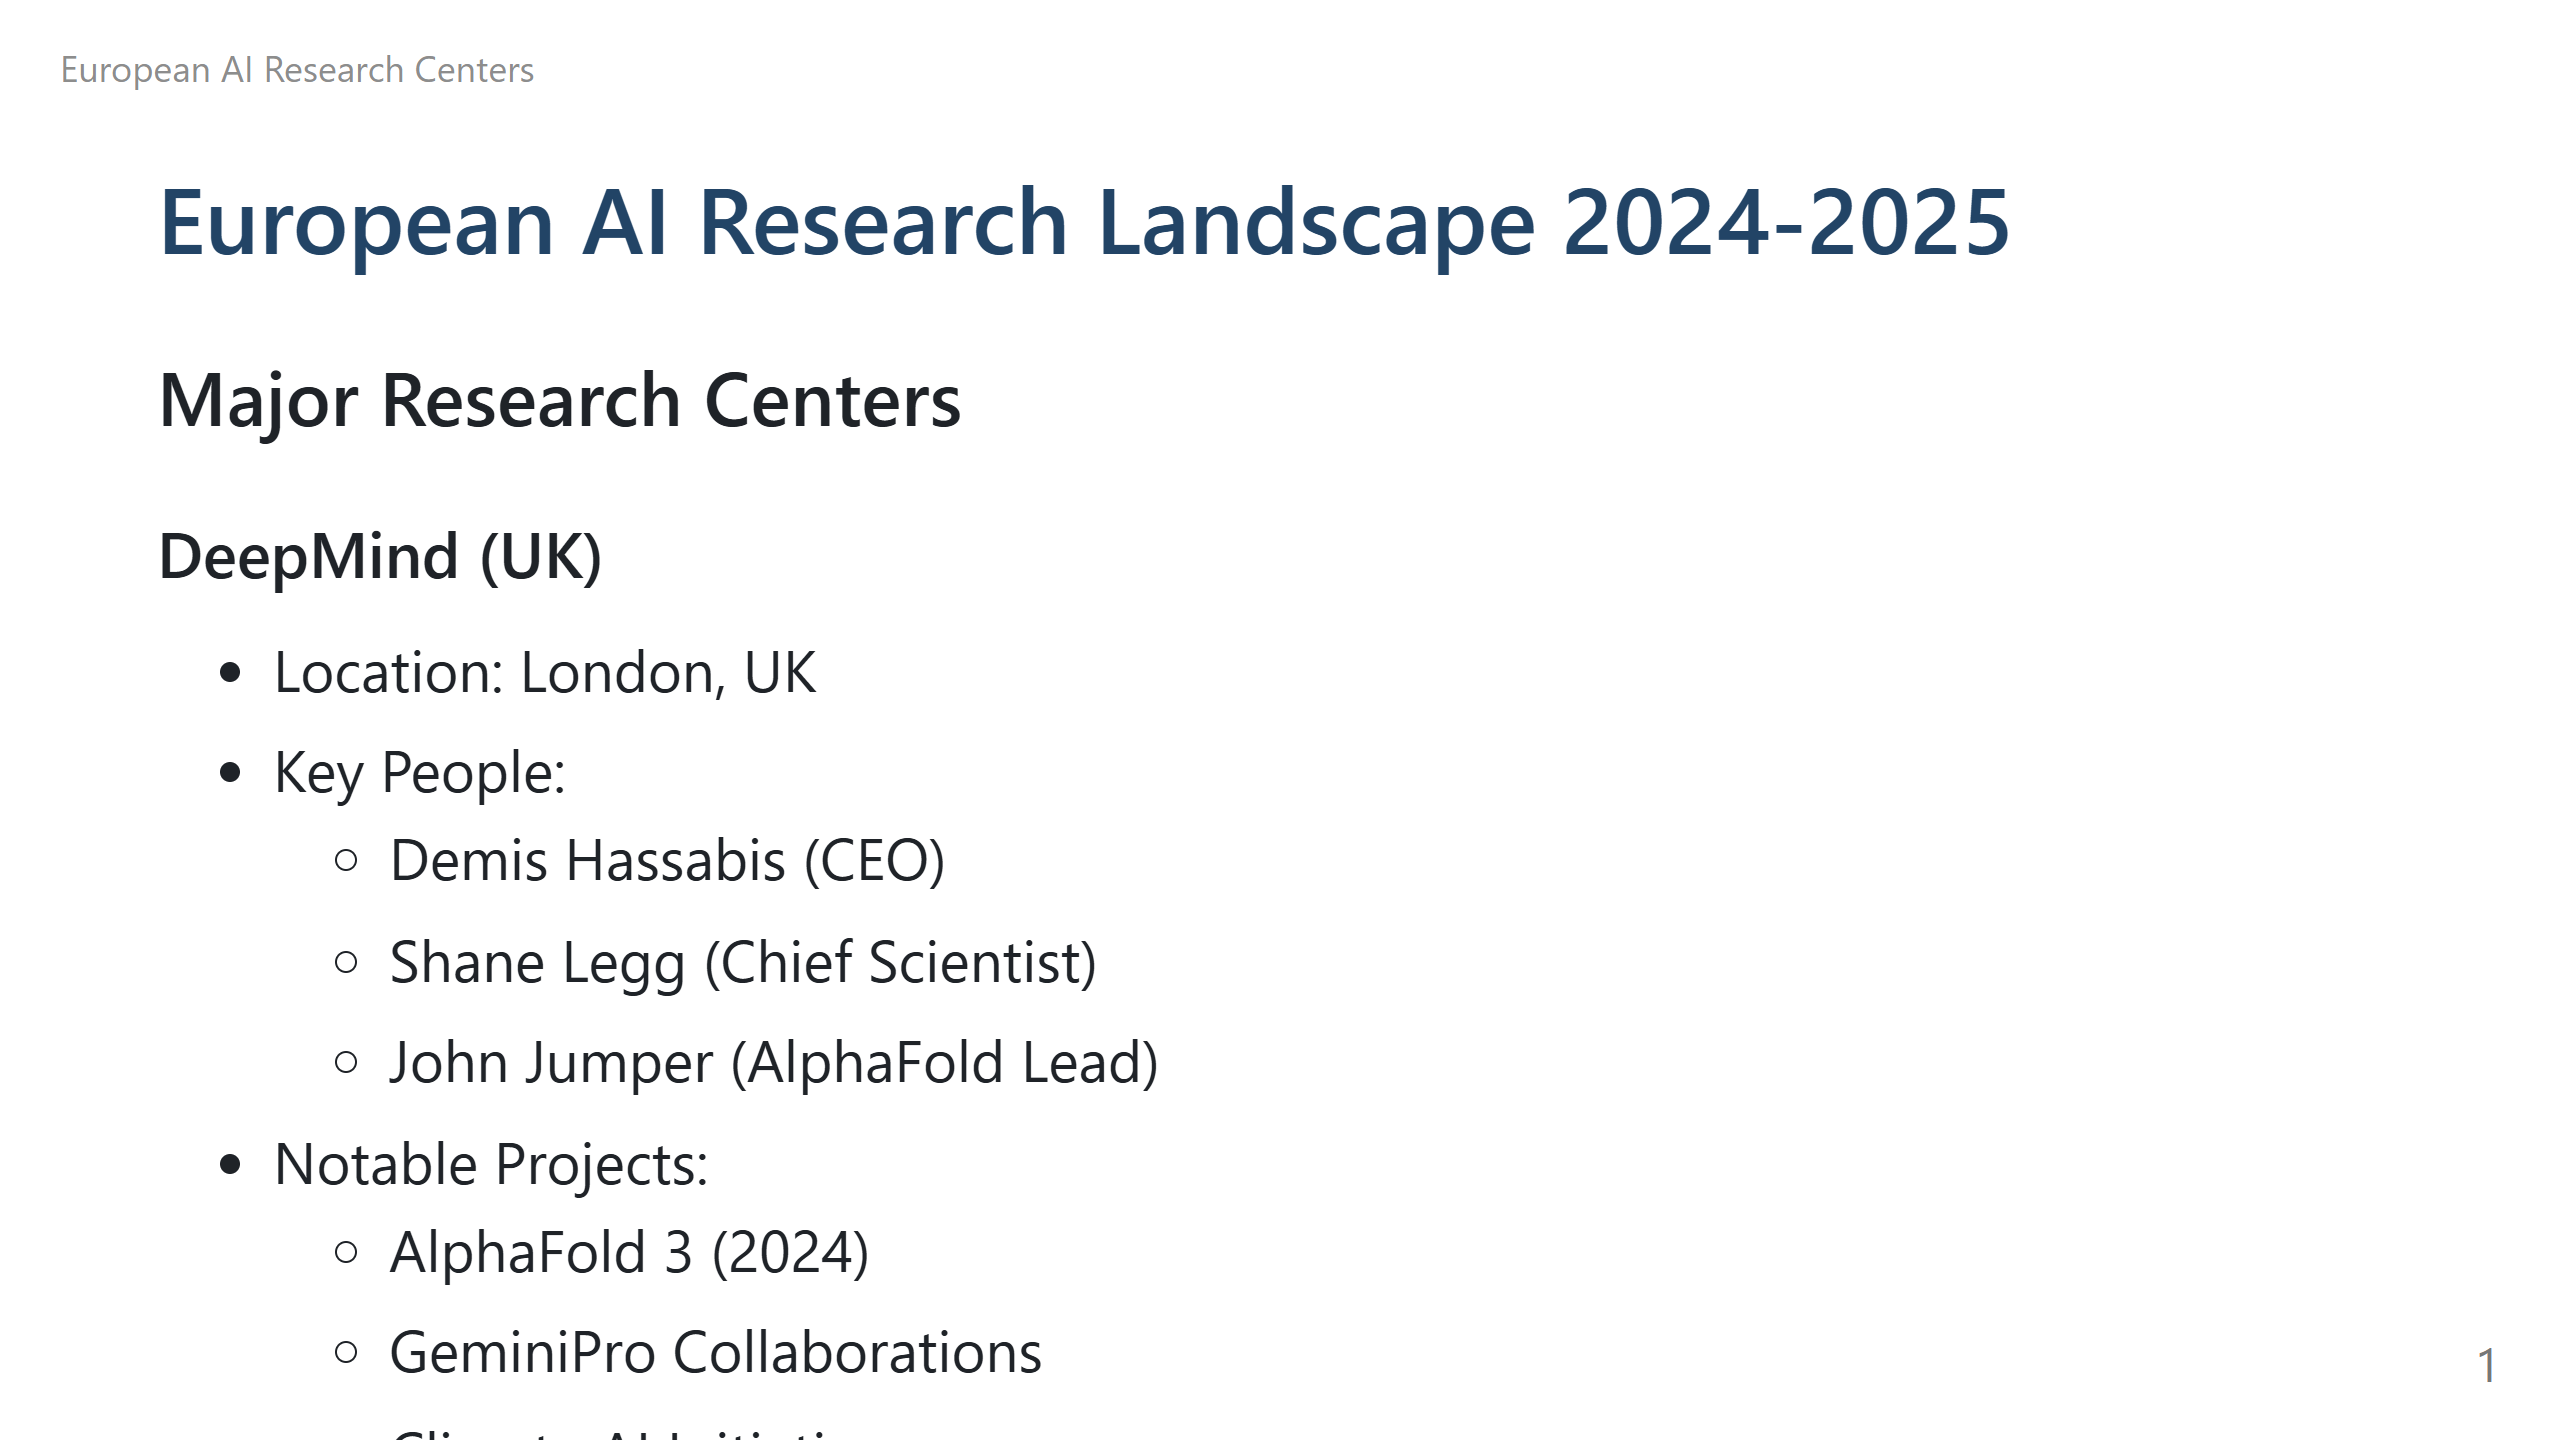 European AI Research Centers
European AI Research Landscape 2024-2025
Major Research Centers
DeepMind (UK)
Location: London, UK
Key People:
Demis Hassabis (CEO)
Shane Legg (Chief Scientist)
John Jumper (AlphaFold Lead)
Notable Projects:
AlphaFold 3 (2024)
GeminiPro Collaborations
1